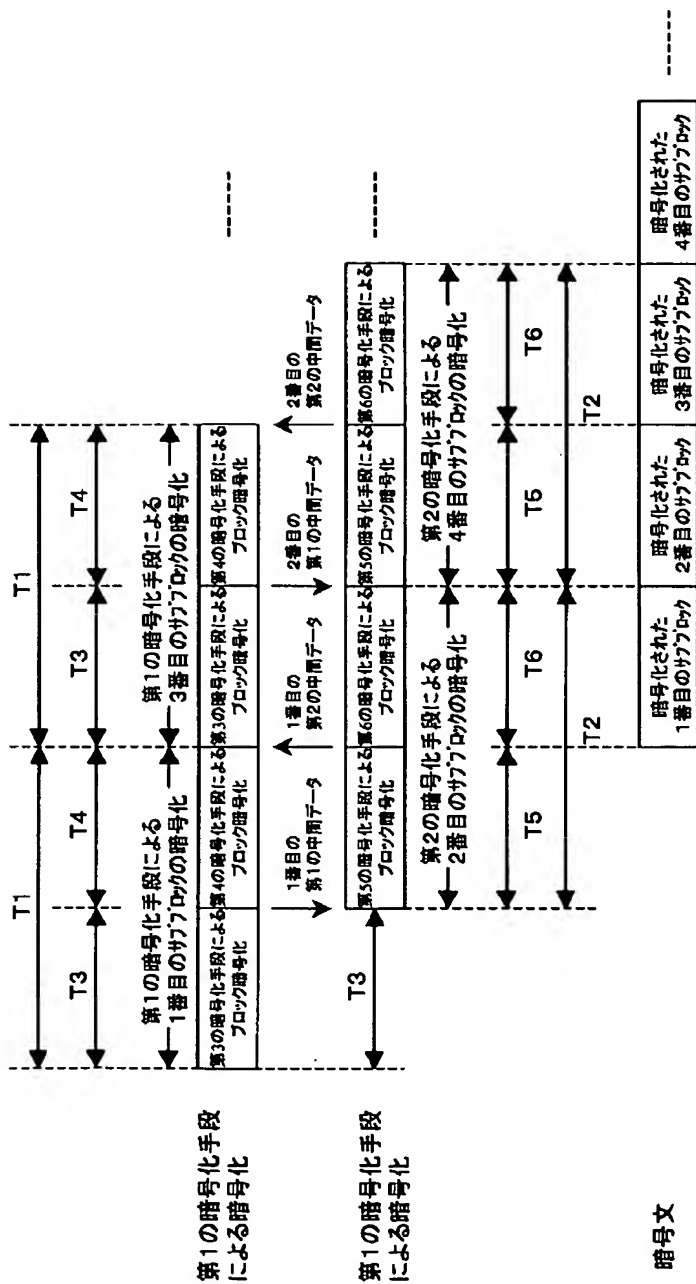 T1
T1
T3
T4
T3
T4
第1の暗号化手段による
1番目のサブブロックの暗号化
第1の暗号化手段による
3番目のサブブロックの暗号化
第1の暗号化手段
による暗号化
第3の暗号化手段による
ブロック暗号化
第4の暗号化手段による
ブロック暗号化
第3の暗号化手段による
ブロック暗号化
第4の暗号化手段による
ブロック暗号化
1番目の
第1の中間データ
1番目の
第2の中間データ
2番目の
第1の中間データ
2番目の
第2の中間データ
第1の暗号化手段
による暗号化
T3
第5の暗号化手段による
ブロック暗号化
第6の暗号化手段による
ブロック暗号化
第5の暗号化手段による
ブロック暗号化
第6の暗号化手段による
ブロック暗号化
第2の暗号化手段による
2番目のサブブロックの暗号化
第2の暗号化手段による
4番目のサブブロックの暗号化
T5
T6
T5
T6
T2
T2
暗号文
暗号化された
1番目のサブブロック
暗号化された
2番目のサブブロック
暗号化された
3番目のサブブロック
暗号化された
4番目のサブブロック